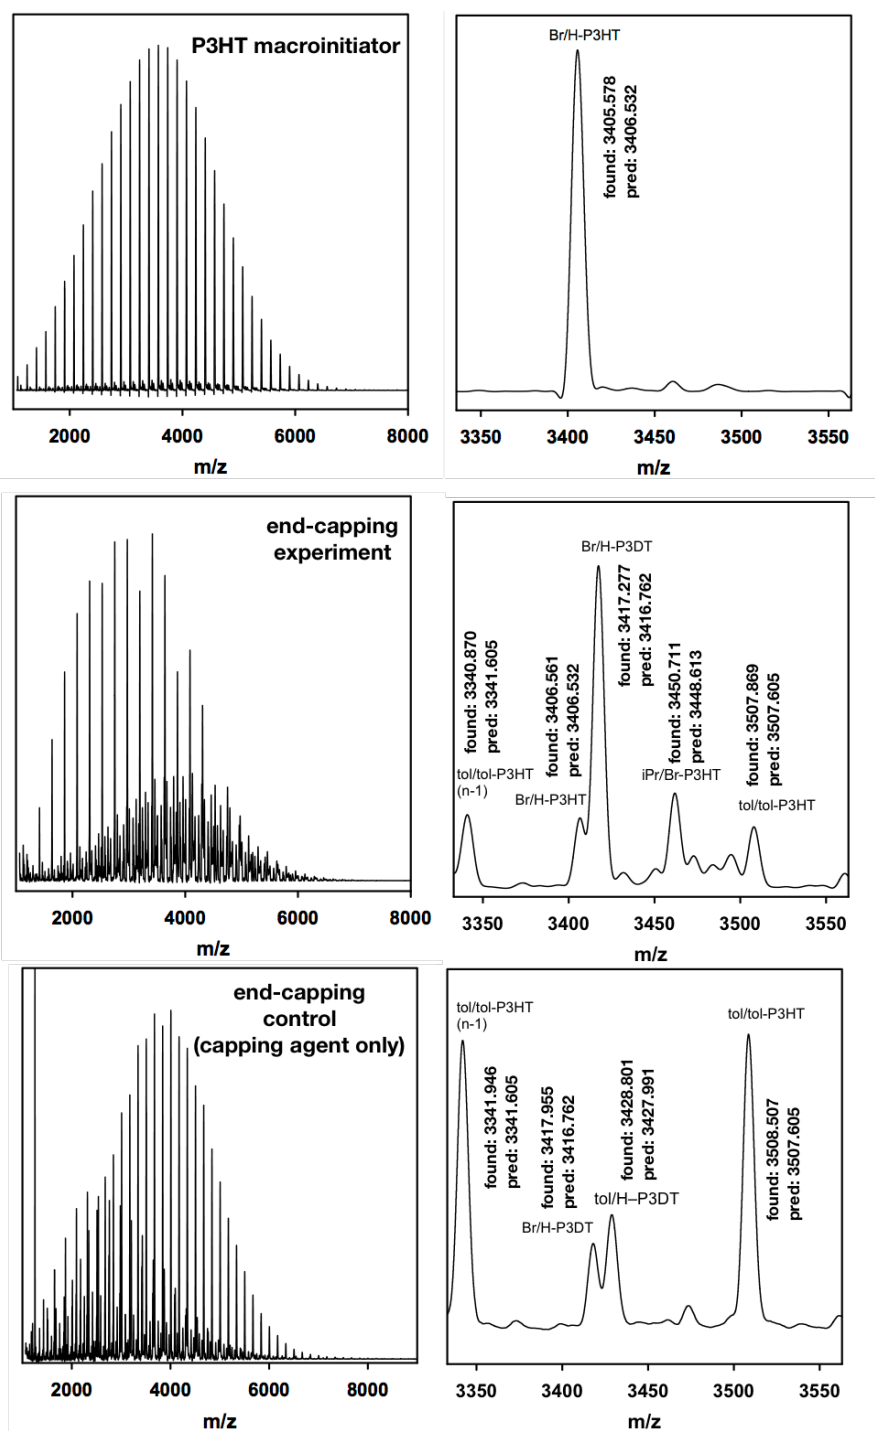 P3HT macroinitiator
2000 4000 6000 8000
m/z
Br/H-P3HT
found: 3405.578
pred: 3406.532
3350 3400 3450 3500 3550
m/z
end-capping
experiment
2000 4000 6000 8000
m/z
tol/tol-P3HT
(n-1)
found: 3340.870
pred: 3341.605
Br/H-P3HT
found: 3406.561
pred: 3406.532
Br/H-P3DT
found: 3417.277
pred: 3416.762
iPr/Br-P3HT
found: 3450.711
pred: 3448.613
tol/tol-P3HT
found: 3507.869
pred: 3507.605
3350 3400 3450 3500 3550
m/z
end-capping
control
(capping agent only)
2000 4000 6000 8000
m/z
tol/tol-P3HT
(n-1)
found: 3341.946
pred: 3341.605
Br/H-P3DT
found: 3417.955
pred: 3416.762
tol/H–P3DT
found: 3428.801
pred: 3427.991
tol/tol-P3HT
found: 3508.507
pred: 3507.605
3350 3400 3450 3500 3550
m/z